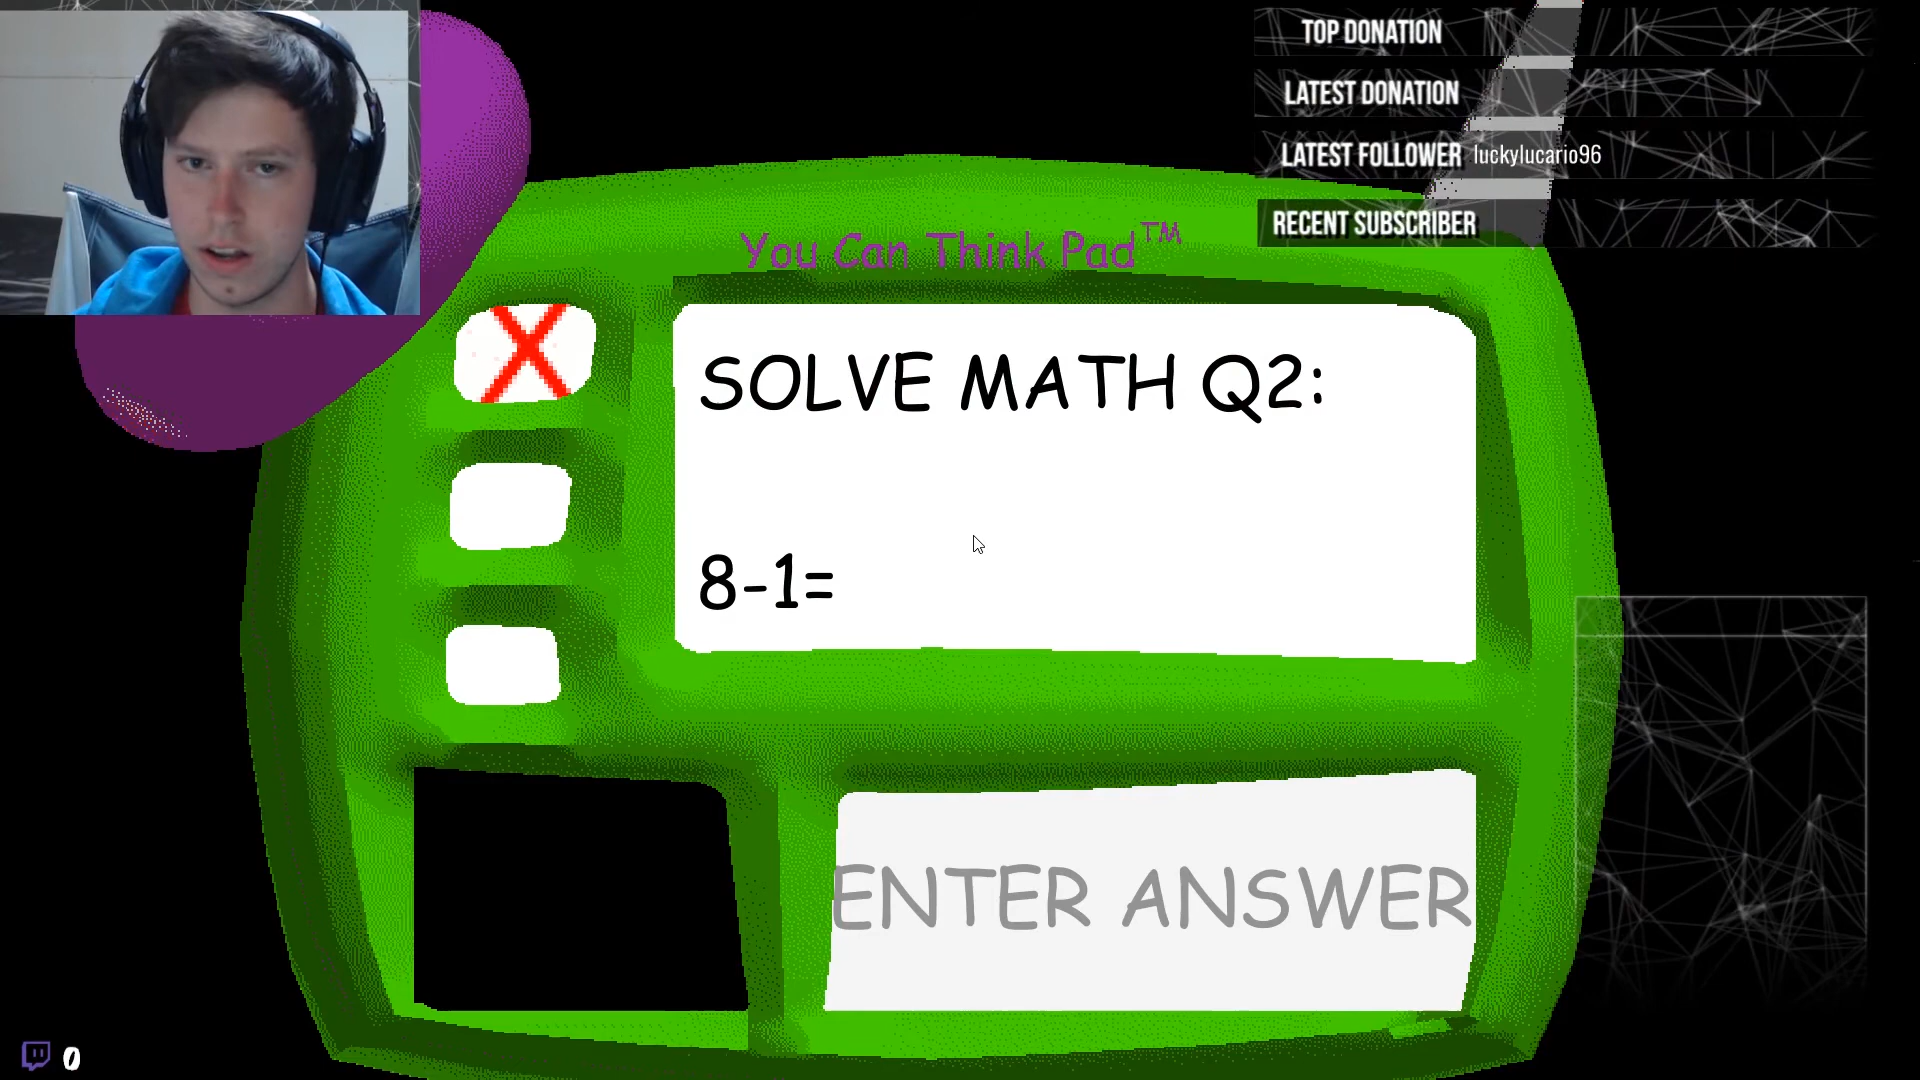 TOP DONATION
LATEST DONATION
LATEST FOLLOWER luckylucario96
RECENT SUBSCRIBER
You Can Think Pad™
SOLVE MATH Q2:
8-1=
ENTER ANSWER
0